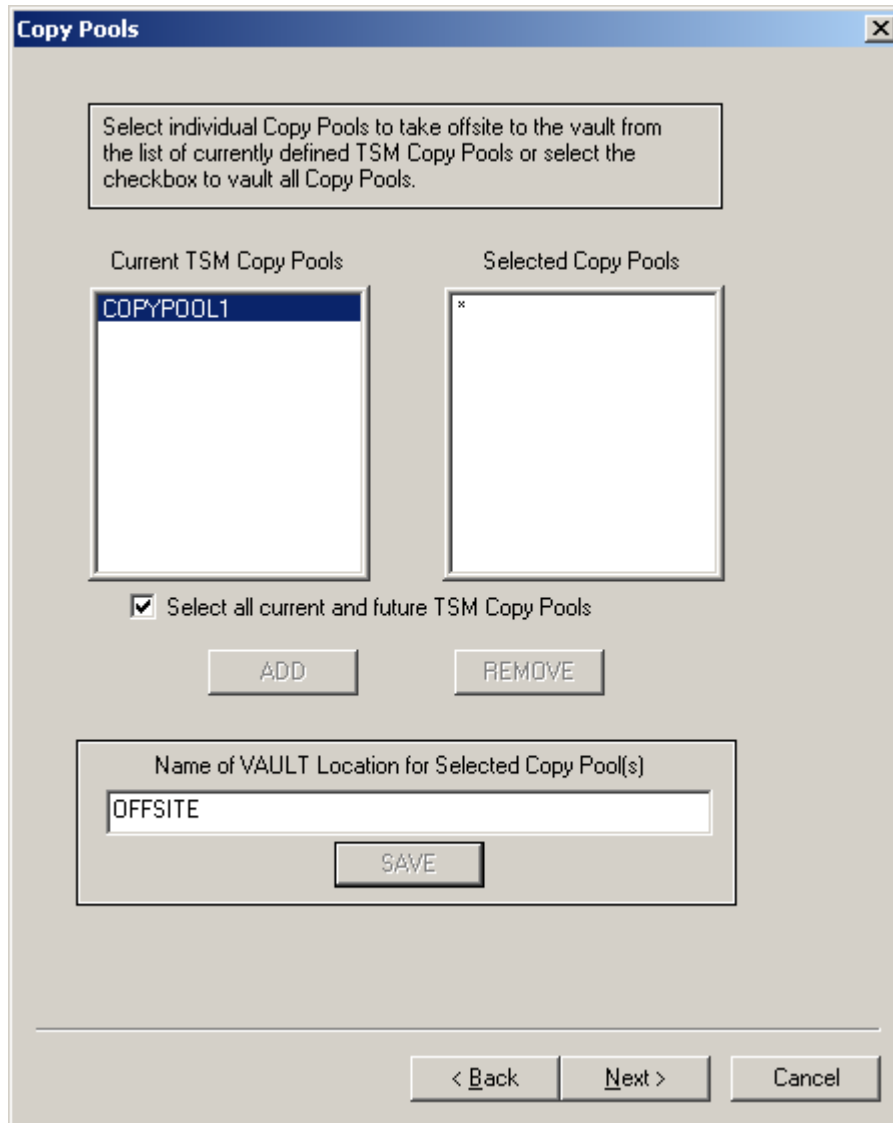 Copy Pools
Select individual Copy Pools to take offsite to the vault from
the list of currently defined TSM Copy Pools or select the
checkbox to vault all Copy Pools.
Current TSM Copy Pools
Selected Copy Pools
COPYPOOL1
*
Select all current and future TSM Copy Pools
ADD
REMOVE
Name of VAULT Location for Selected Copy Pool(s)
OFFSITE
SAVE
< Back
Next >
Cancel